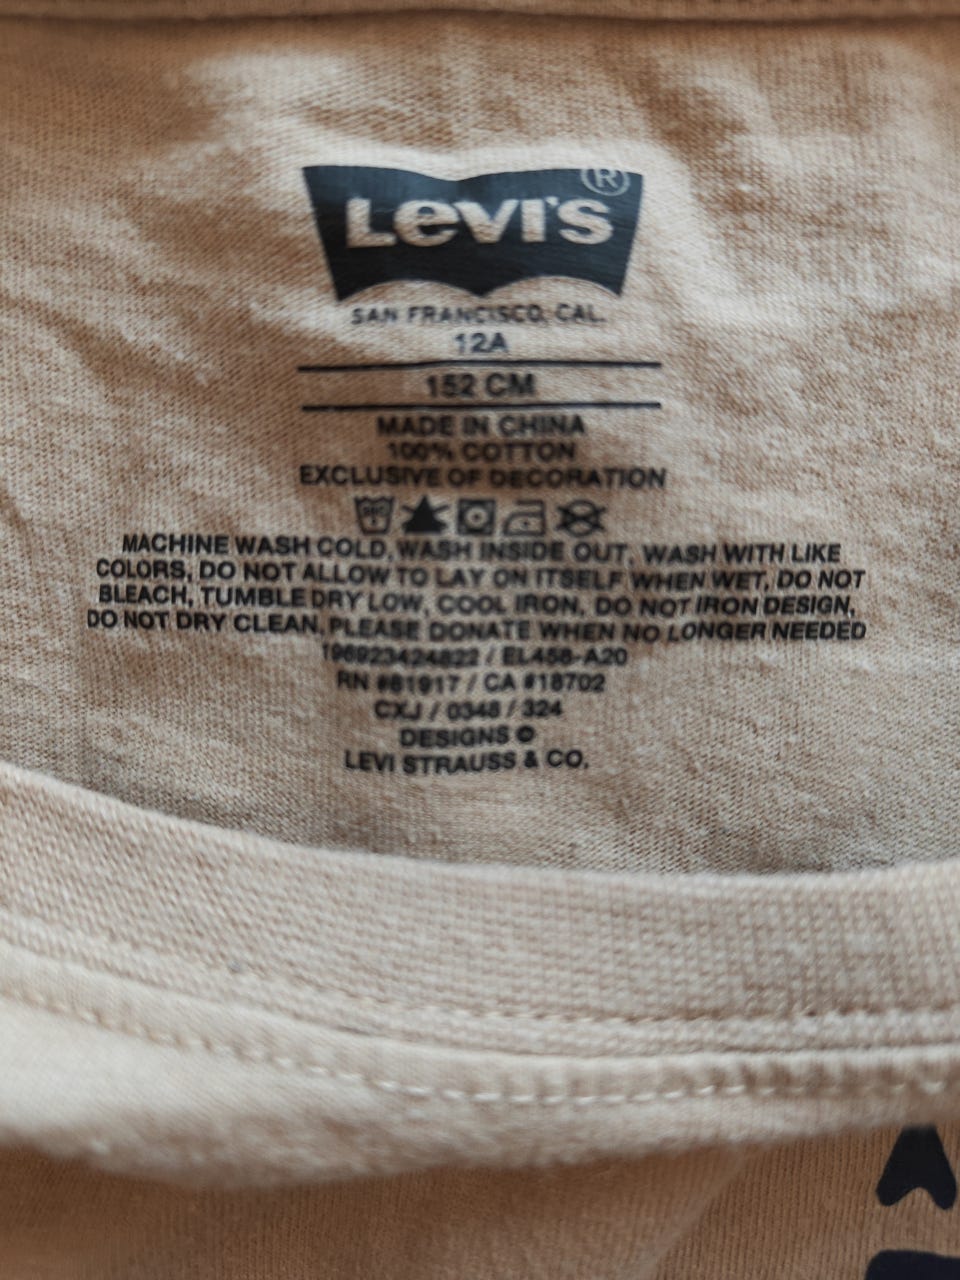 LEVI'S ®
SAN FRANCISCO, CAL.
12A
152 CM
MADE IN CHINA
100% COTTON
EXCLUSIVE OF DECORATION
MACHINE WASH COLD, WASH INSIDE OUT, WASH WITH LIKE
COLORS, DO NOT ALLOW TO LAY ON ITSELF WHEN WET, DO NOT
BLEACH, TUMBLE DRY LOW, COOL IRON, DO NOT IRON DESIGN,
DO NOT DRY CLEAN, PLEASE DONATE WHEN NO LONGER NEEDED
196923424822 / EL458-A20
RN #81917 / CA #18702
CXJ / 0348 / 324
DESIGNS ©
LEVI STRAUSS & CO.